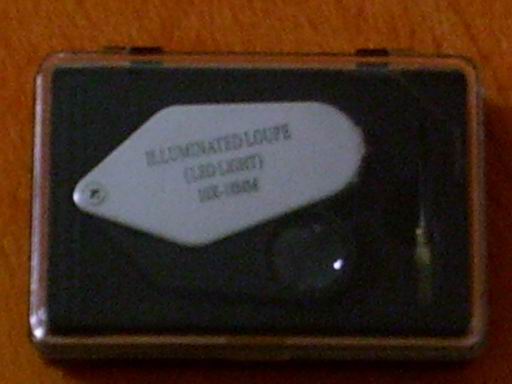 ILLUMINATED LOUPE
(LED LIGHT)
10X-18MM